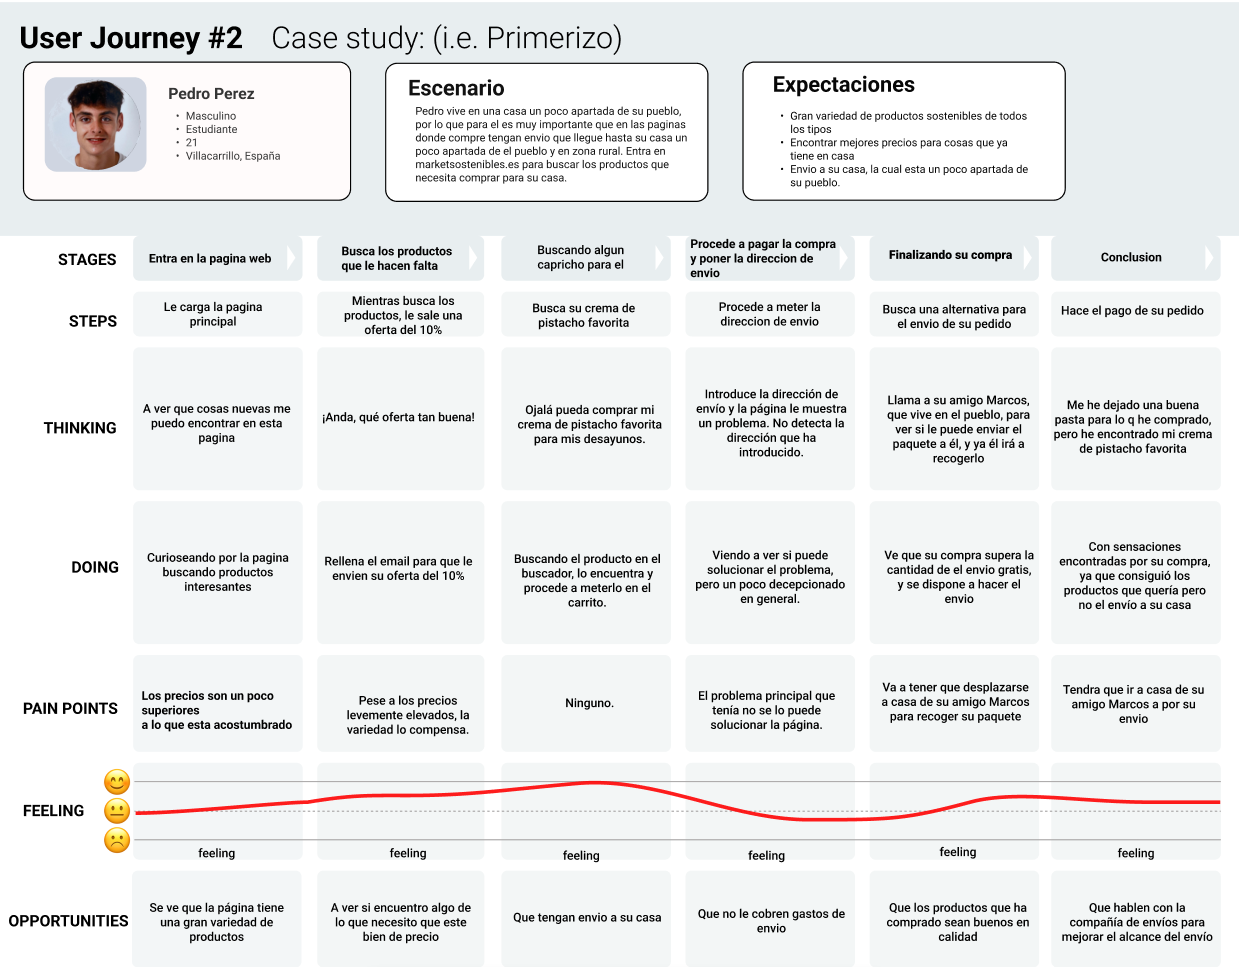 User Journey #2 Case study: (i.e. Primerizo)
Pedro Perez
• Masculino
• Estudiante
• 21
• Villacarrillo, España
Escenario
Pedro vive en una casa un poco apartada de su pueblo,
por lo que para el es muy importante que en las paginas
donde compre tengan envio que llegue hasta su casa un
poco apartada de el pueblo y en zona rural. Entra en
marketsostenibles.es para buscar los productos que
necesita comprar para su casa.
Expectaciones
• Gran variedad de productos sostenibles de todos
los tipos
• Encontrar mejores precios para cosas que ya
tiene en casa
• Envio a su casa, la cual esta un poco apartada de
su pueblo.
STAGES
Entra en la pagina web
Busca los productos
que le hacen falta
Buscando algun
capricho para el
Procede a pagar la compra
y poner la direccion de
envio
Finalizando su compra
Conclusion
STEPS
Le carga la pagina
principal
Mientras busca los
productos, le sale una
oferta del 10%
Busca su crema de
pistacho favorita
Procede a meter la
direccion de envio
Busca una alternativa para
el envio de su pedido
Hace el pago de su pedido
THINKING
A ver que cosas nuevas me
puedo encontrar en esta
pagina
¡Anda, qué oferta tan buena!
Ojalá pueda comprar mi
crema de pistacho favorita
para mis desayunos.
Introduce la dirección de
envío y la página le muestra
un problema. No detecta la
dirección que ha
introducido.
Llama a su amigo Marcos,
que vive en el pueblo, para
ver si le puede enviar el
paquete a él, y ya él irá a
recogerlo
Me he dejado una buena
pasta para lo q he comprado,
pero he encontrado mi crema
de pistacho favorita
DOING
Curioseando por la pagina
buscando productos
interesantes
Rellena el email para que le
envien su oferta del 10%
Buscando el producto en el
buscador, lo encuentra y
procede a meterlo en el
carrito.
Viendo a ver si puede
solucionar el problema,
pero un poco decepcionado
en general.
Ve que su compra supera la
cantidad de el envio gratis,
y se dispone a hacer el
envio
Con sensaciones
encontradas por su compra,
ya que consiguió los
productos que quería pero
no el envío a su casa
PAIN POINTS
Los precios son un poco
superiores
a lo que esta acostumbrado
Pese a los precios
levemente elevados, la
variedad lo compensa.
Ninguno.
El problema principal que
tenía no se lo puede
solucionar la página.
Va a tener que desplazarse
a casa de su amigo Marcos
para recoger su paquete
Tendra que ir a casa de su
amigo Marcos a por su
envio
FEELING
feeling
feeling
feeling
feeling
feeling
feeling
OPPORTUNITIES
Se ve que la página tiene
una gran variedad de
productos
A ver si encuentro algo de
lo que necesito que este
bien de precio
Que tengan envio a su casa
Que no le cobren gastos de
envio
Que los productos que ha
comprado sean buenos en
calidad
Que hablen con la
compañía de envíos para
mejorar el alcance del envío